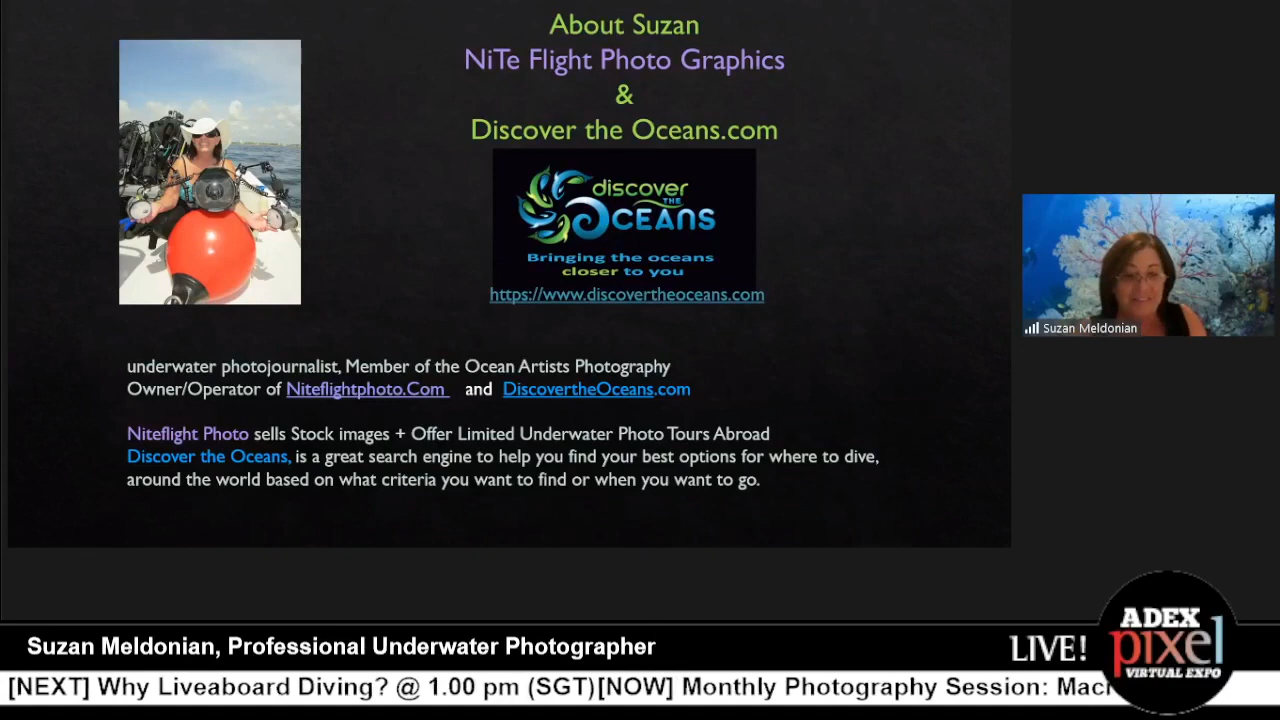 About Suzan
NiTe Flight Photo Graphics
&
Discover the Oceans.com
discover
THE
OCEANS
Bringing the oceans
closer to you
https://www.discovertheoceans.com
underwater photojournalist, Member of the Ocean Artists Photography
Owner/Operator of Niteflightphoto.Com and DiscovertheOceans.com
Niteflight Photo sells Stock images + Offer Limited Underwater Photo Tours Abroad
Discover the Oceans, is a great search engine to help you find your best options for where to dive,
around the world based on what criteria you want to find or when you want to go.
Suzan Meldonian
Suzan Meldonian, Professional Underwater Photographer
LIVE!
ADEX
pixel
VIRTUAL EXPO
[NEXT] Why Liveaboard Diving? @ 1.00 pm (SGT)[NOW] Monthly Photography Session: